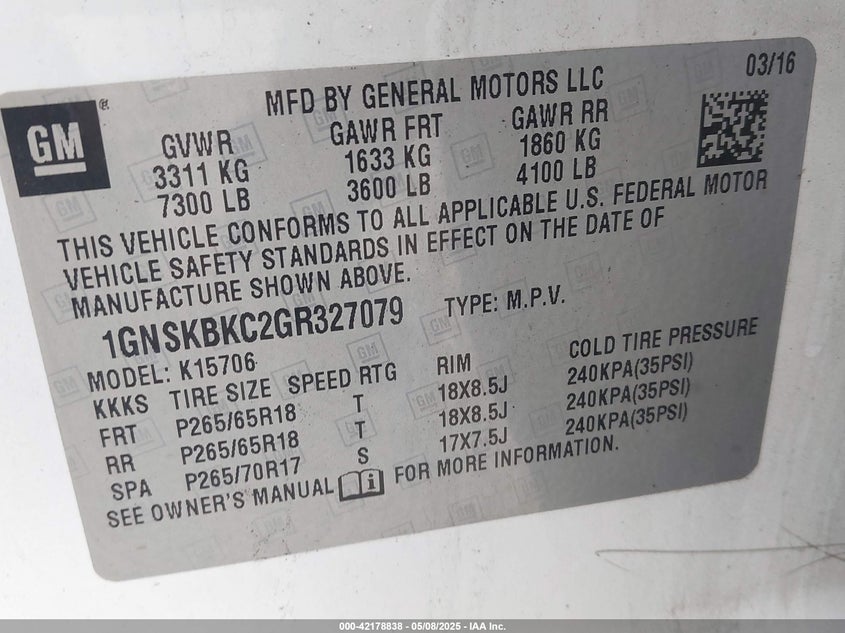 03/16
GM ®
MFD BY GENERAL MOTORS LLC
GVWR GAWR FRT GAWR RR
3311 KG 1633 KG 1860 KG
7300 LB 3600 LB 4100 LB
THIS VEHICLE CONFORMS TO ALL APPLICABLE U.S. FEDERAL MOTOR
VEHICLE SAFETY STANDARDS IN EFFECT ON THE DATE OF
MANUFACTURE SHOWN ABOVE.
1GNSKBKC2GR327079 TYPE: M.P.V.
MODEL: K15706
KKKS TIRE SIZE SPEED RTG RIM COLD TIRE PRESSURE
FRT P265/65R18 T 18X8.5J 240KPA(35PSI)
RR P265/65R18 T 18X8.5J 240KPA(35PSI)
SPA P265/70R17 S 17X7.5J 240KPA(35PSI)
SEE OWNER'S MANUAL i FOR MORE INFORMATION.
000-42178838 - 05/08/2025 - IAA Inc.